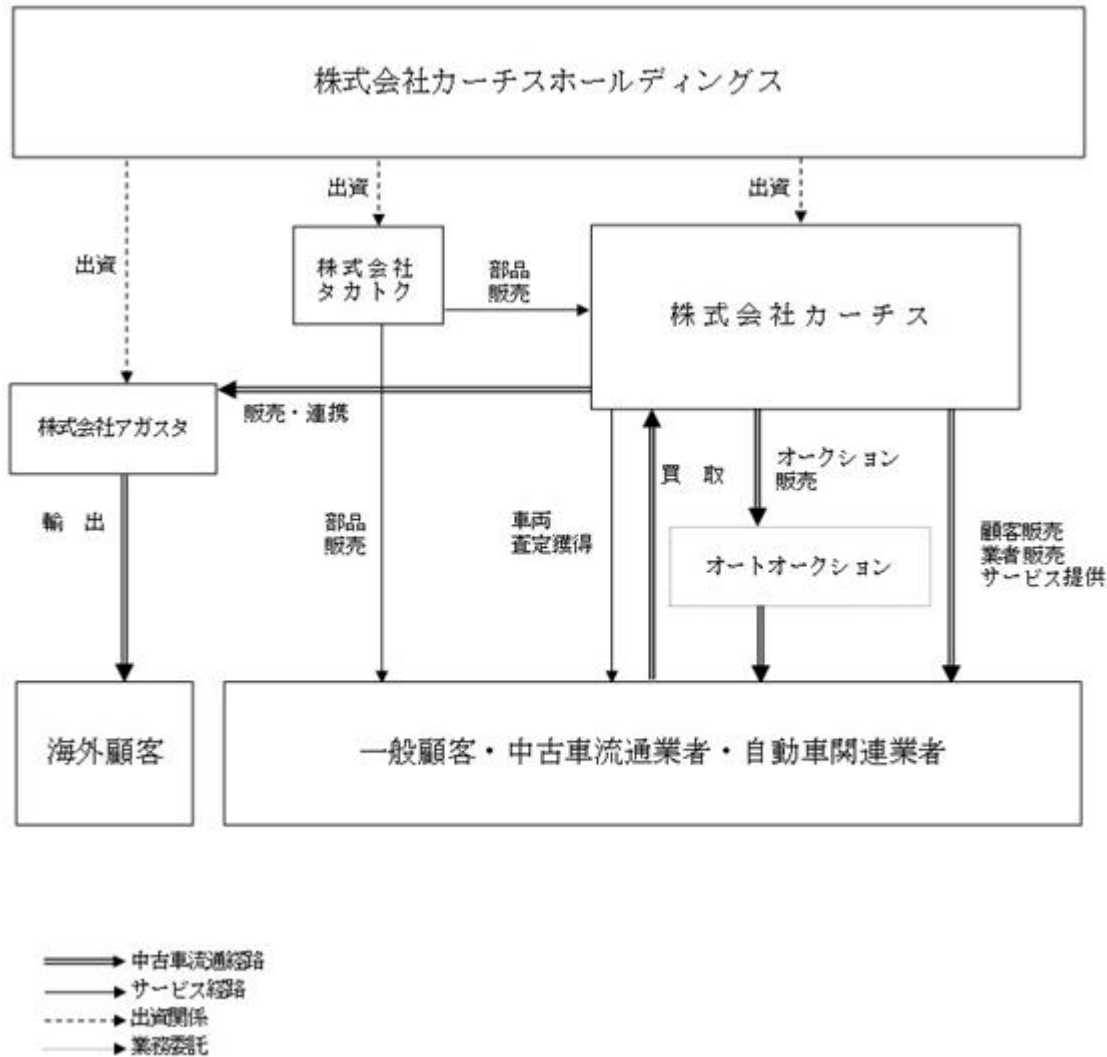 株式会社カーチスホールディングス
出資
出資
出資
株式会社
タカトク
部品
販売
株式会社カーチス
株式会社アガスタ
販売・連携
輸出
部品
販売
車両
査定獲得
買取
オークション
販売
オートオークション
顧客販売
業者販売
サービス提供
海外顧客
一般顧客・中古車流通業者・自動車関連業者
中古車流通経路
サービス経路
出資関係
業務委託